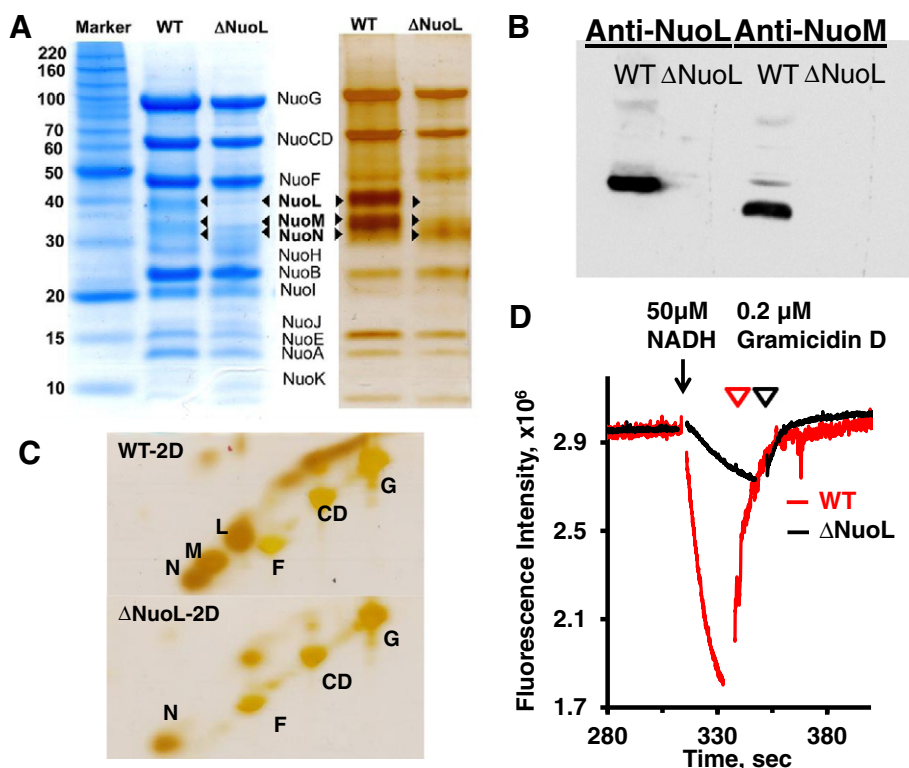 A
Marker WT ΔNuoL WT ΔNuoL
220
160
100
70
60
50
40
30
20
15
10
NuoG
NuoCD
NuoF
NuoL
NuoM
NuoN
NuoH
NuoB
NuoI
NuoJ
NuoE
NuoA
NuoK
B
Anti-NuoL Anti-NuoM
WT ΔNuoL WT ΔNuoL
C
WT-2D
G
CD
L
F
M
N
ΔNuoL-2D
G
CD
F
N
D
50µM
NADH
0.2 µM
Gramicidin D
Fluorescence Intensity, x10⁶
2.9
2.5
2.1
1.7
WT
ΔNuoL
280 330 380
Time, sec